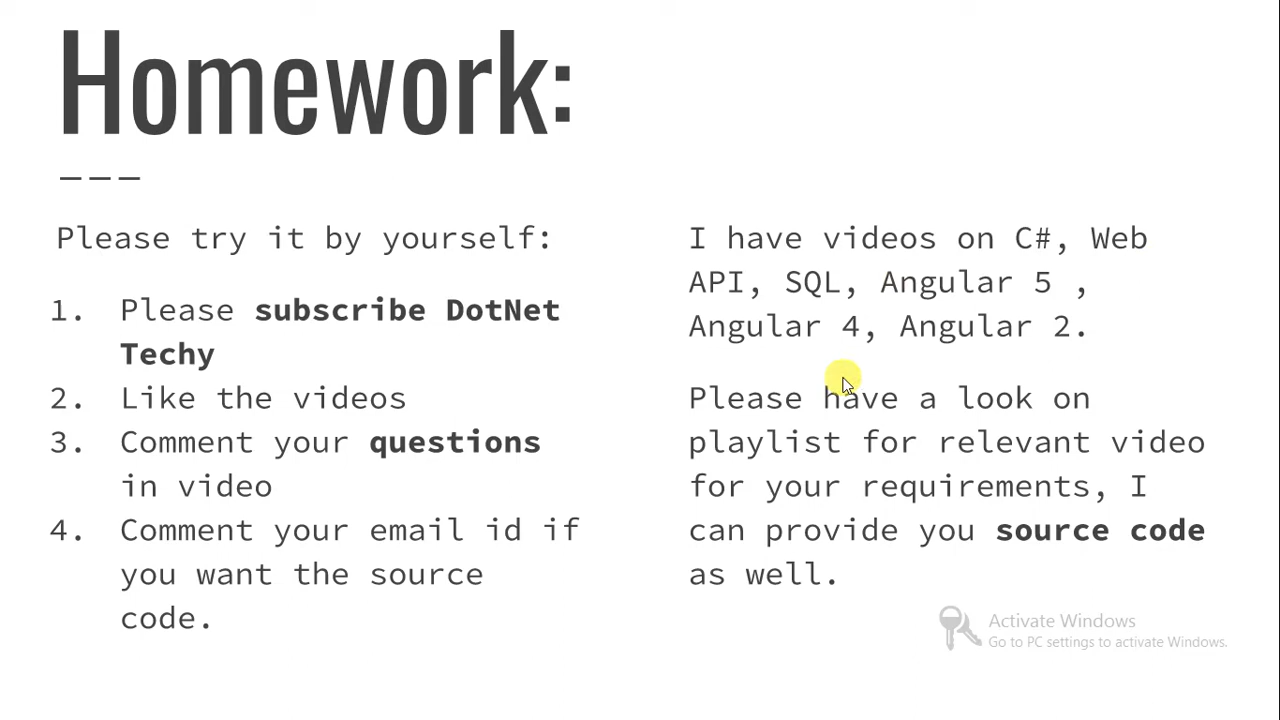 Homework:
Please try it by yourself:
1. Please subscribe DotNet
Techy
2. Like the videos
3. Comment your questions
in video
4. Comment your email id if
you want the source
code.
I have videos on C#, Web
API, SQL, Angular 5 ,
Angular 4, Angular 2.
Please have a look on
playlist for relevant video
for your requirements, I
can provide you source code
as well.
Activate Windows
Go to PC settings to activate Windows.